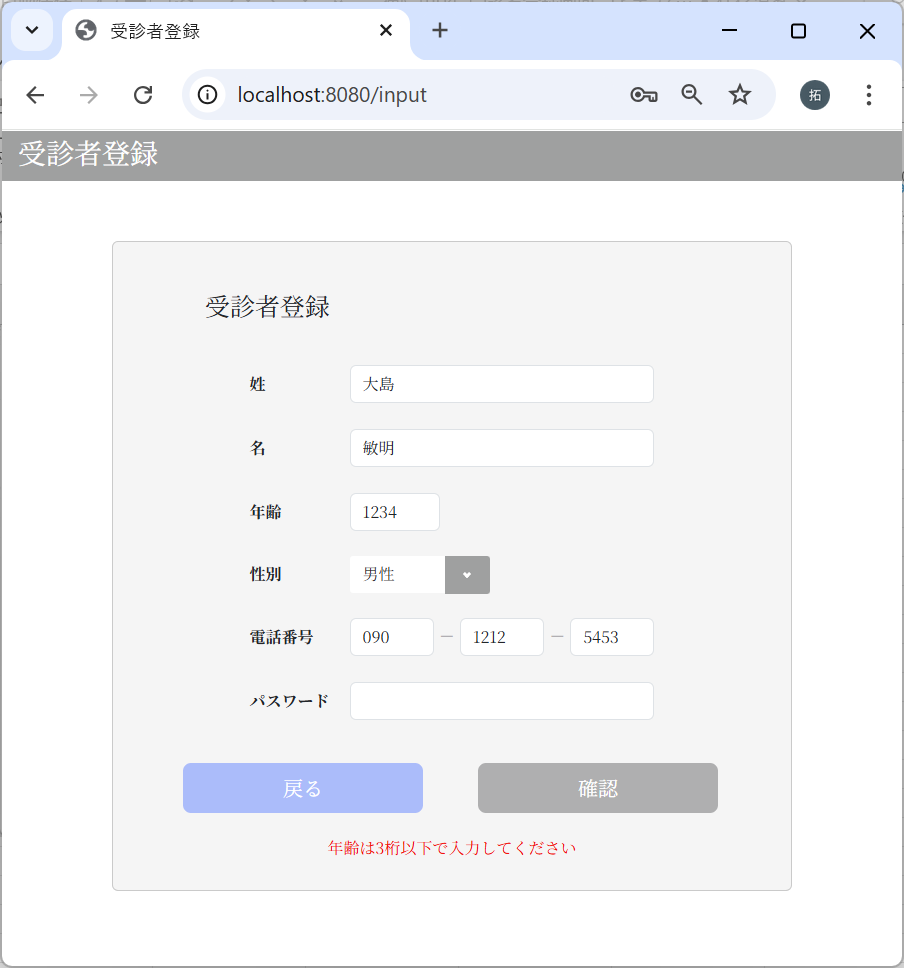 受診者登録
localhost:8080/input
拓
受診者登録
受診者登録
姓 大島
名 敏明
年齢 1234
性別 男性
電話番号 090 － 1212 － 5453
パスワード
戻る 確認
年齢は3桁以下で入力してください